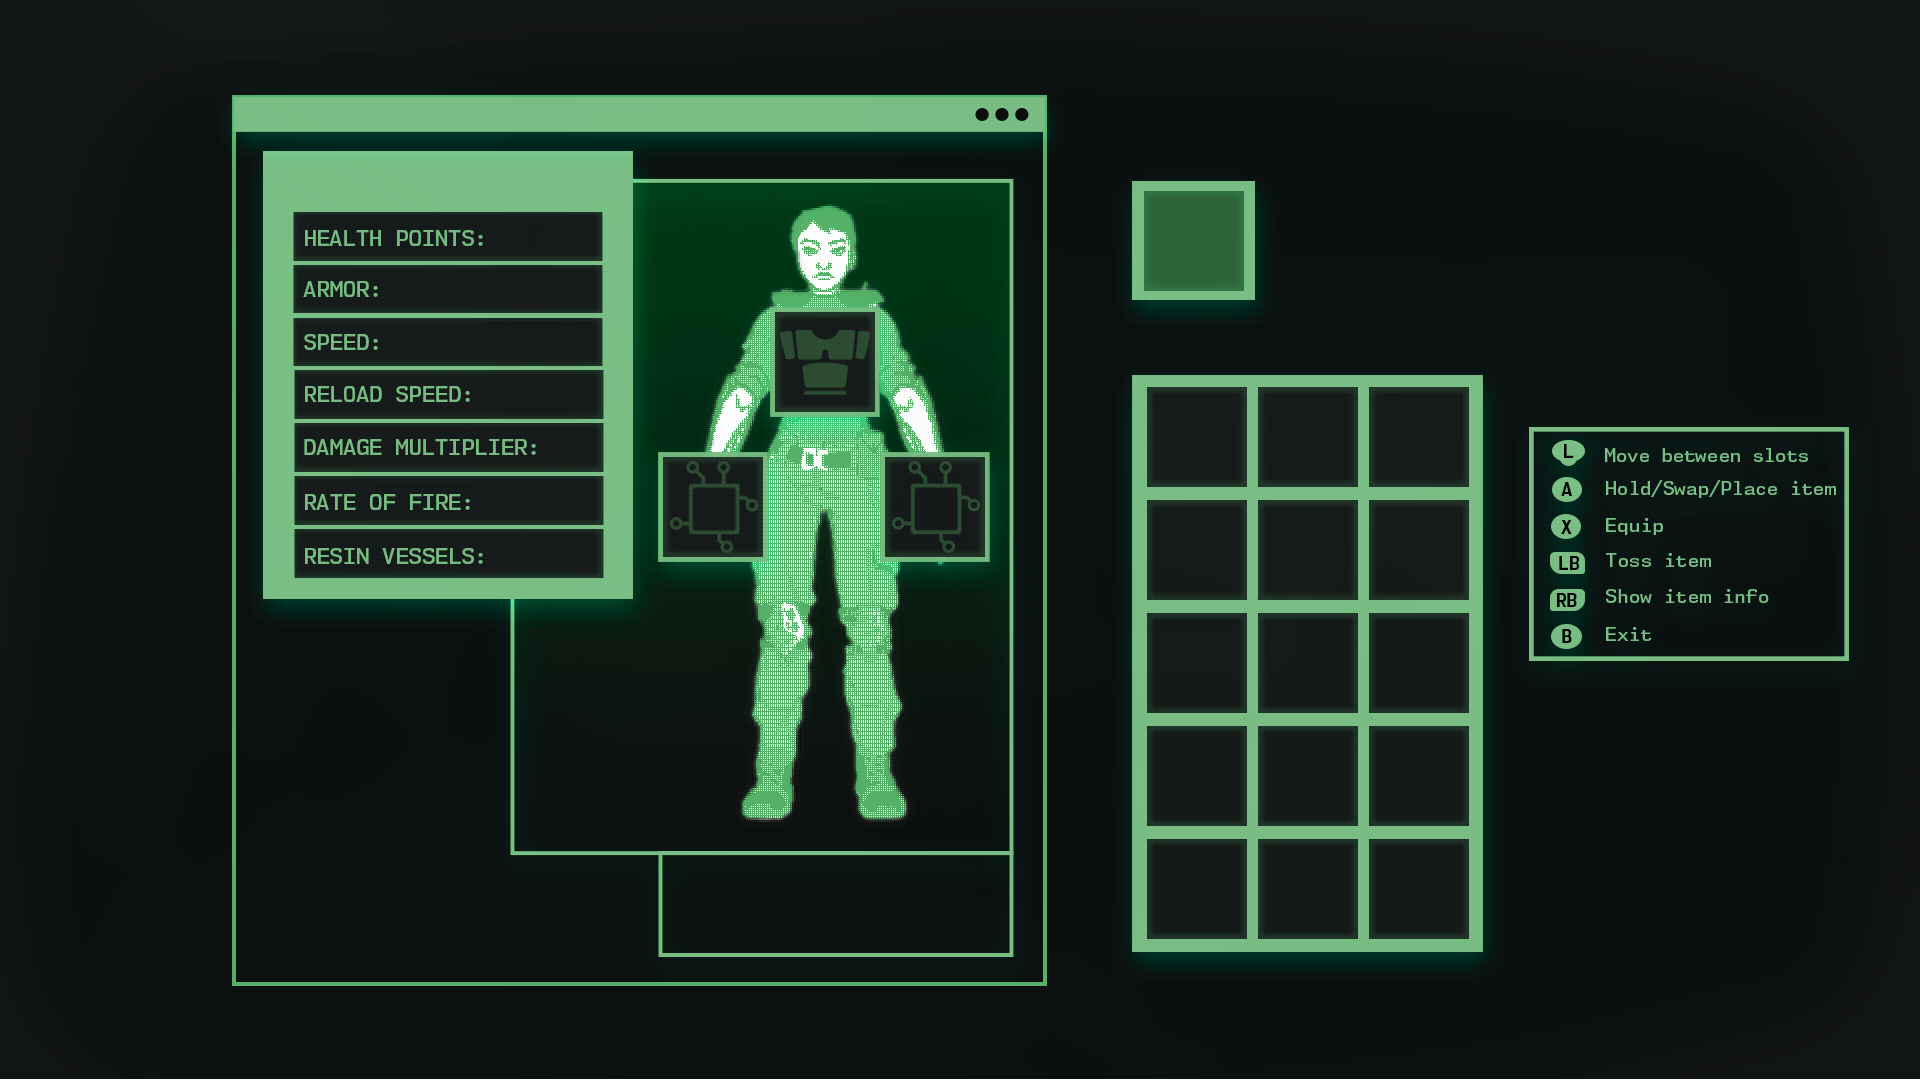 HEALTH POINTS:
ARMOR:
SPEED:
RELOAD SPEED:
DAMAGE MULTIPLIER:
RATE OF FIRE:
RESIN VESSELS:
L Move between slots
A Hold/Swap/Place item
X Equip
LB Toss item
RB Show item info
B Exit